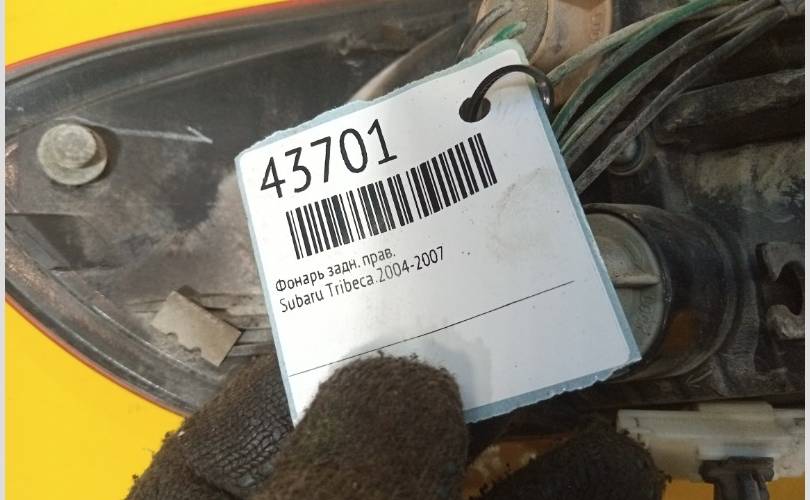 43701
Фонарь задн. прав.
Subaru Tribeca 2004-2007